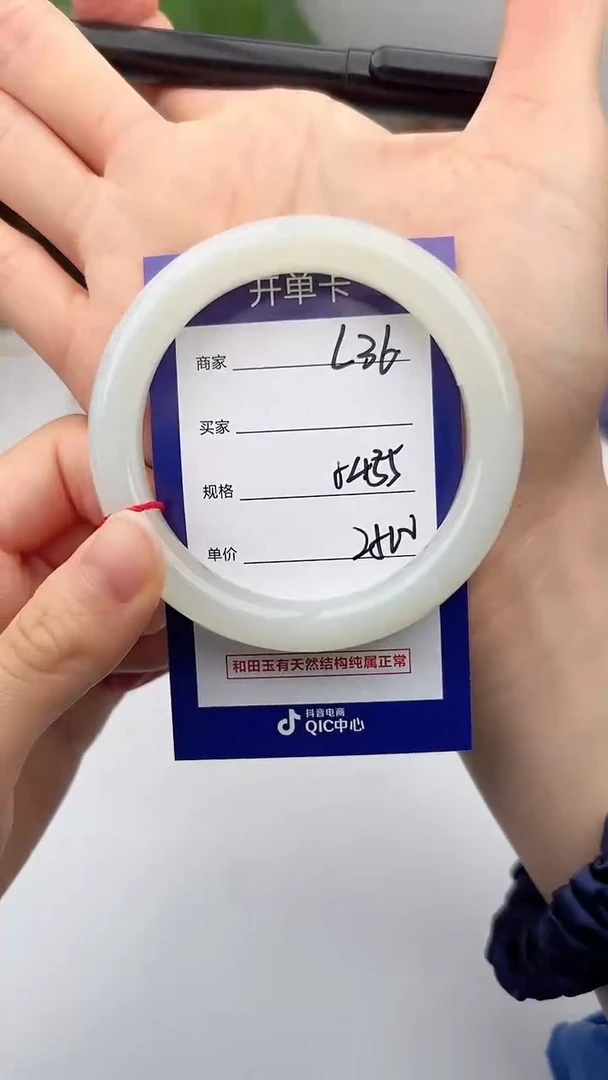 开单卡
商家 L36
买家
规格
单价
和田玉有天然结构纯属正常
抖音电商
QIC中心